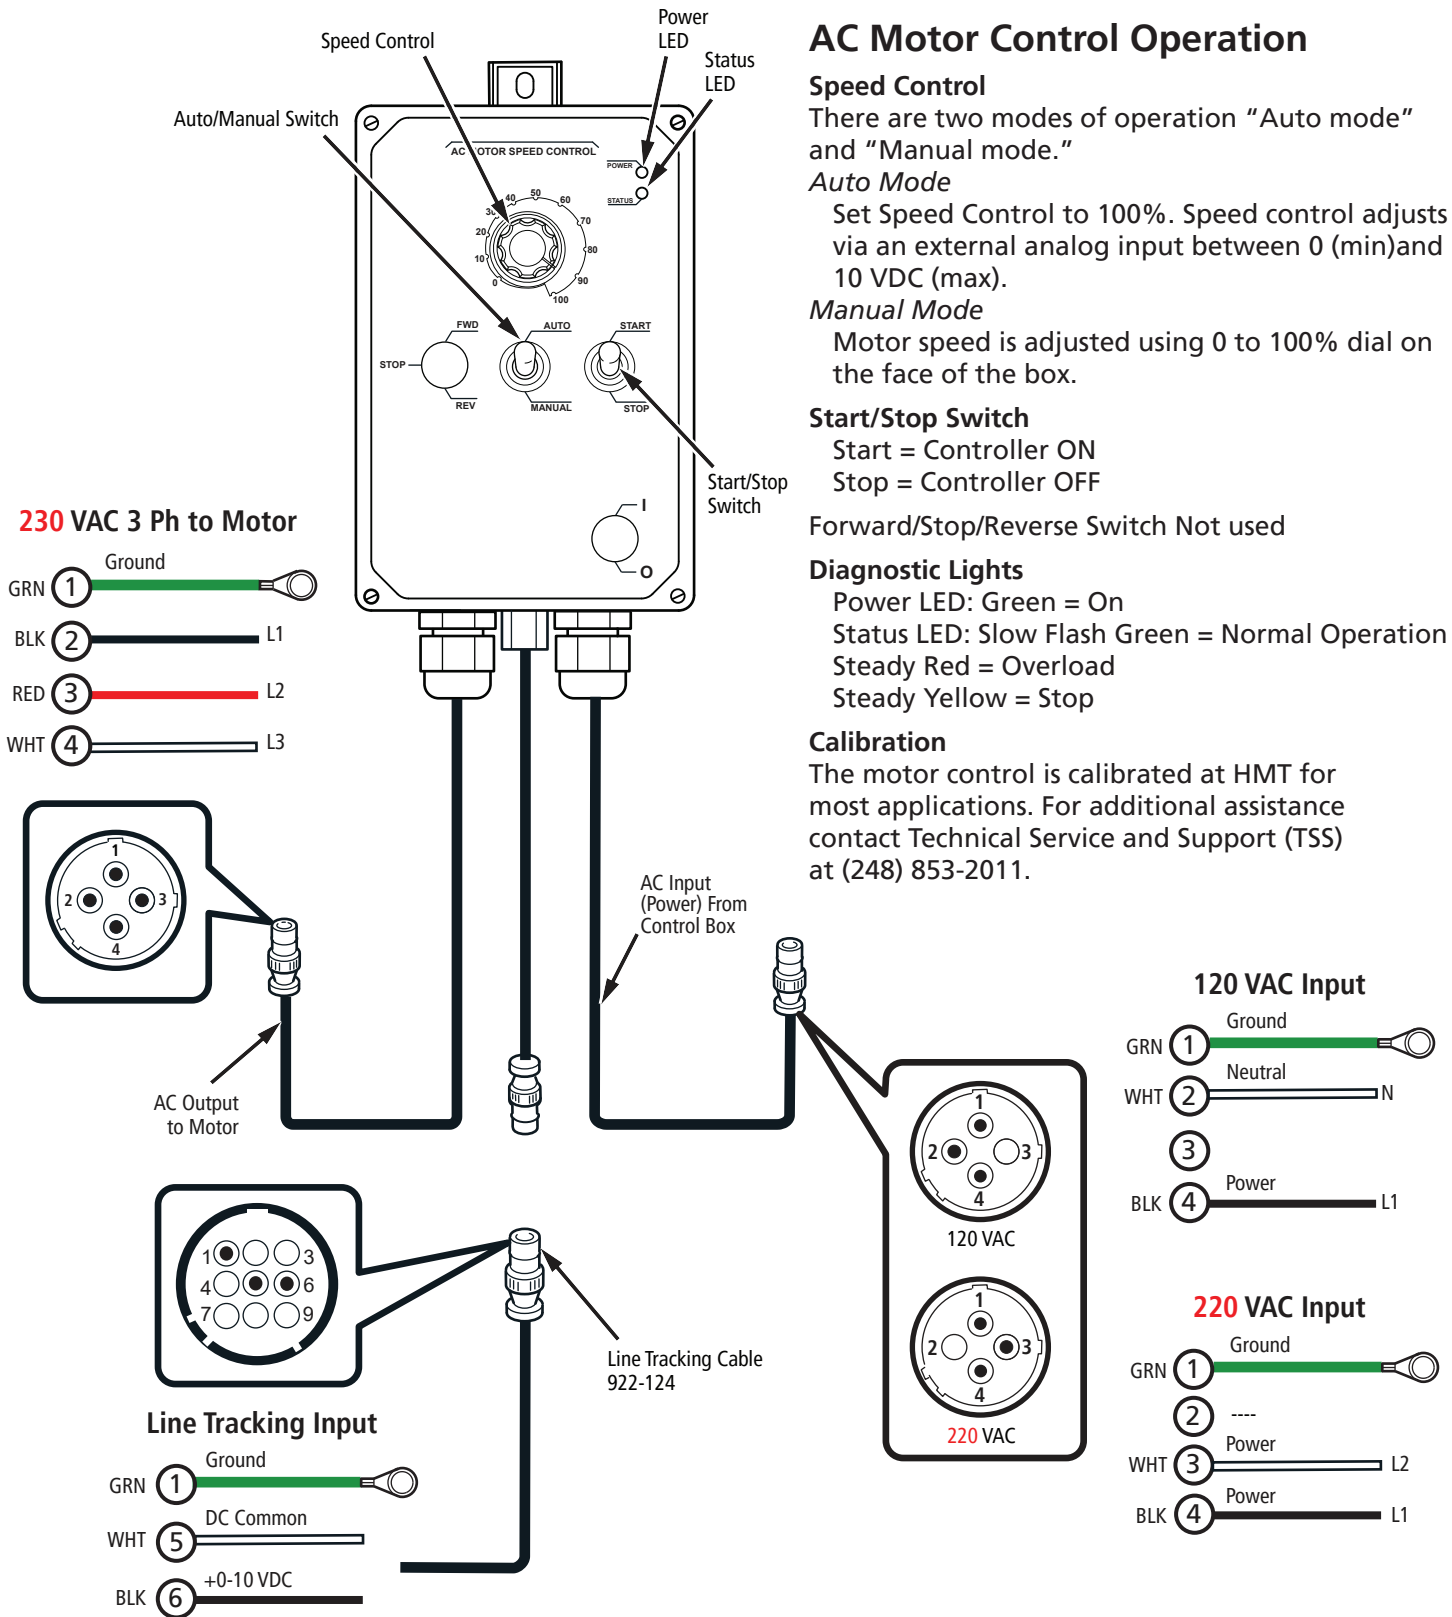 Speed Control
Power
LED
Status
LED
Auto/Manual Switch
AC MOTOR SPEED CONTROL
POWER
STATUS
0
10
20
30
40
50
60
70
80
90
100
FWD
STOP
REV
AUTO
MANUAL
START
STOP
Start/Stop
Switch
I
O
AC Motor Control Operation
Speed Control
There are two modes of operation “Auto mode”
and “Manual mode.”
Auto Mode
Set Speed Control to 100%. Speed control adjusts
via an external analog input between 0 (min)and
10 VDC (max).
Manual Mode
Motor speed is adjusted using 0 to 100% dial on
the face of the box.
Start/Stop Switch
Start = Controller ON
Stop = Controller OFF
Forward/Stop/Reverse Switch Not used
Diagnostic Lights
Power LED: Green = On
Status LED: Slow Flash Green = Normal Operation
Steady Red = Overload
Steady Yellow = Stop
Calibration
The motor control is calibrated at HMT for
most applications. For additional assistance
contact Technical Service and Support (TSS)
at (248) 853-2011.
230 VAC 3 Ph to Motor
Ground
GRN 1
BLK 2 L1
RED 3 L2
WHT 4 L3
1
2 3
4
AC Output
to Motor
AC Input
(Power) From
Control Box
1
2 3
4
120 VAC
1
2 3
4
220 VAC
120 VAC Input
Ground
GRN 1
Neutral
WHT 2 N
3
Power
BLK 4 L1
220 VAC Input
Ground
GRN 1
2 ----
Power
WHT 3 L2
Power
BLK 4 L1
1 3
4 6
7 9
Line Tracking Cable
922-124
Line Tracking Input
Ground
GRN 1
DC Common
WHT 5
+0-10 VDC
BLK 6